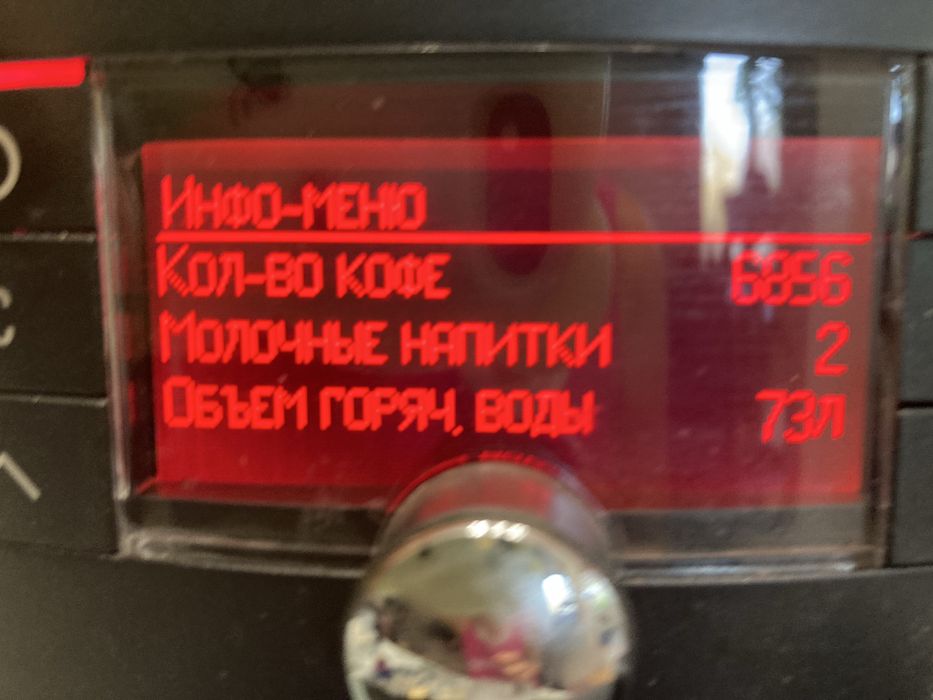 Инфо-меню
Кол-во кофе 6856
Молочные напитки 2
Объем горяч. воды 73л